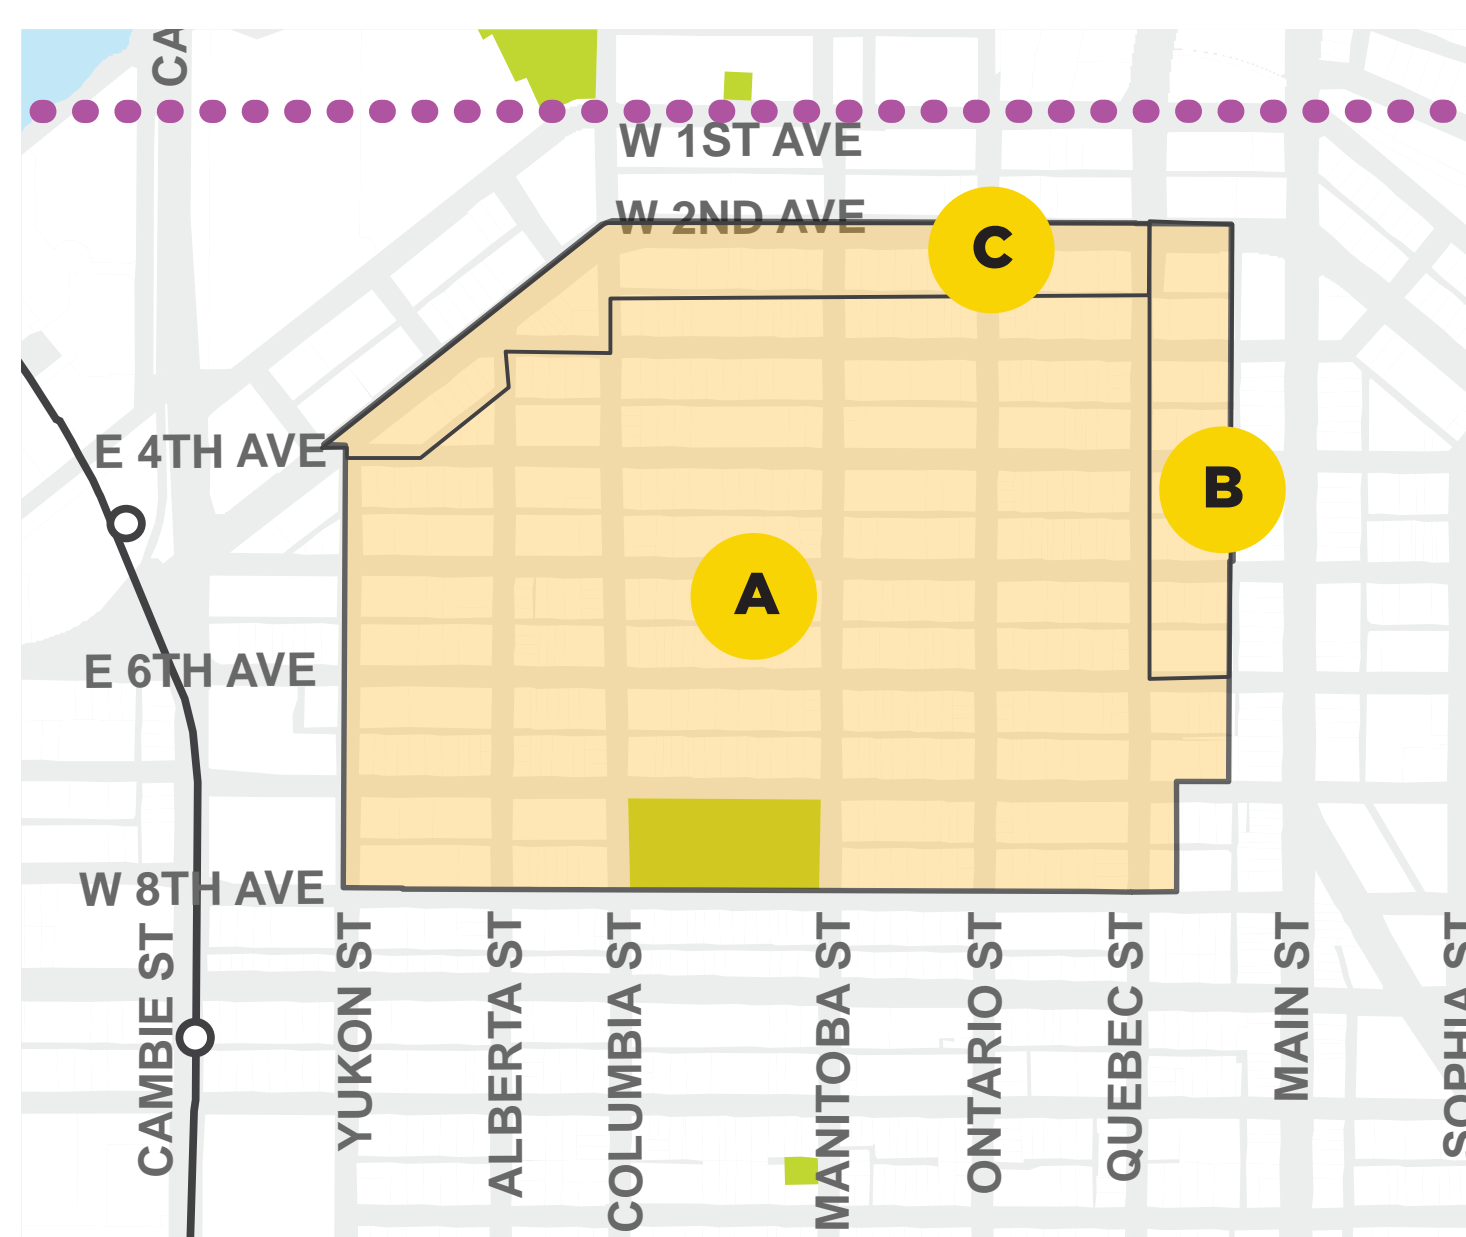 CA
W 1ST AVE
W 2ND AVE
C
E 4TH AVE
B
A
E 6TH AVE
W 8TH AVE
CAMBIE ST
YUKON ST
ALBERTA ST
COLUMBIA ST
MANITOBA ST
ONTARIO ST
QUEBEC ST
MAIN ST
SOPHIA ST